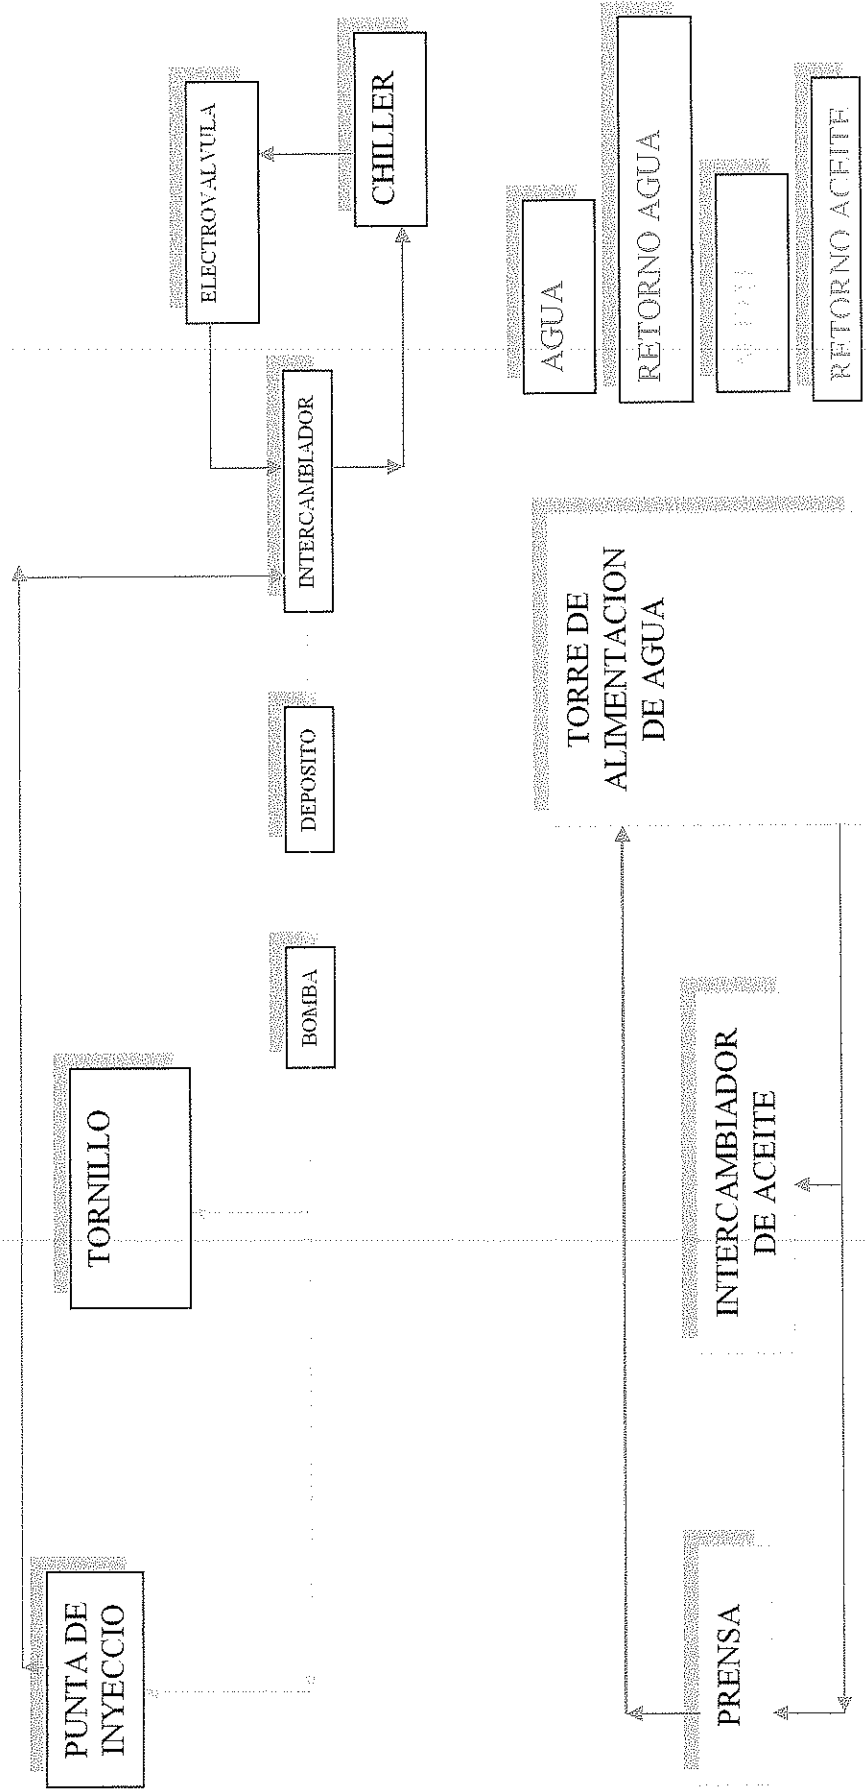 PUNTA DE
INYECCIO
TORNILLO
ELECTROVALVULA
BOMBA
DEPOSITO
INTERCAMBIADOR
CHILLER
PRENSA
INTERCAMBIADOR
DE ACEITE
TORRE DE
ALIMENTACION
DE AGUA
AGUA
RETORNO AGUA
RETORNO ACEITE